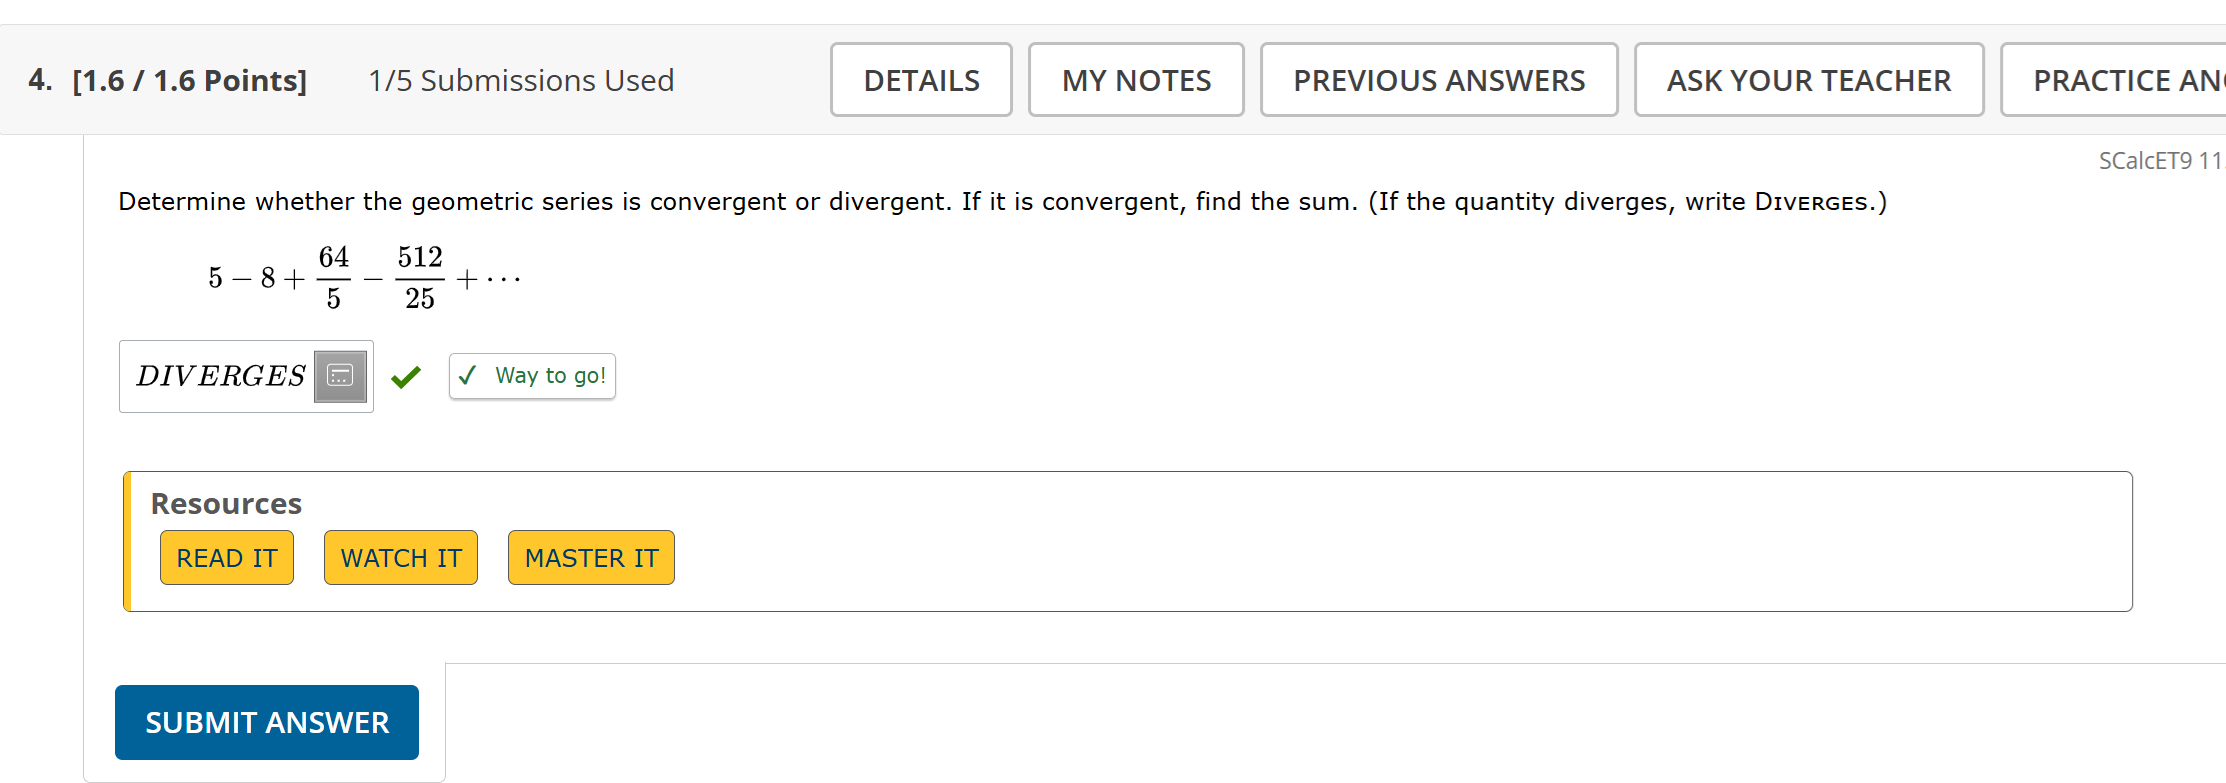 4. [1.6 / 1.6 Points] 1/5 Submissions Used DETAILS MY NOTES PREVIOUS ANSWERS ASK YOUR TEACHER PRACTICE AN
SCalcET9 11
Determine whether the geometric series is convergent or divergent. If it is convergent, find the sum. (If the quantity diverges, write DIVERGES.)
5 − 8 + 64/5 − 512/25 + ···
DIVERGES ✓ Way to go!
Resources
READ IT WATCH IT MASTER IT
SUBMIT ANSWER